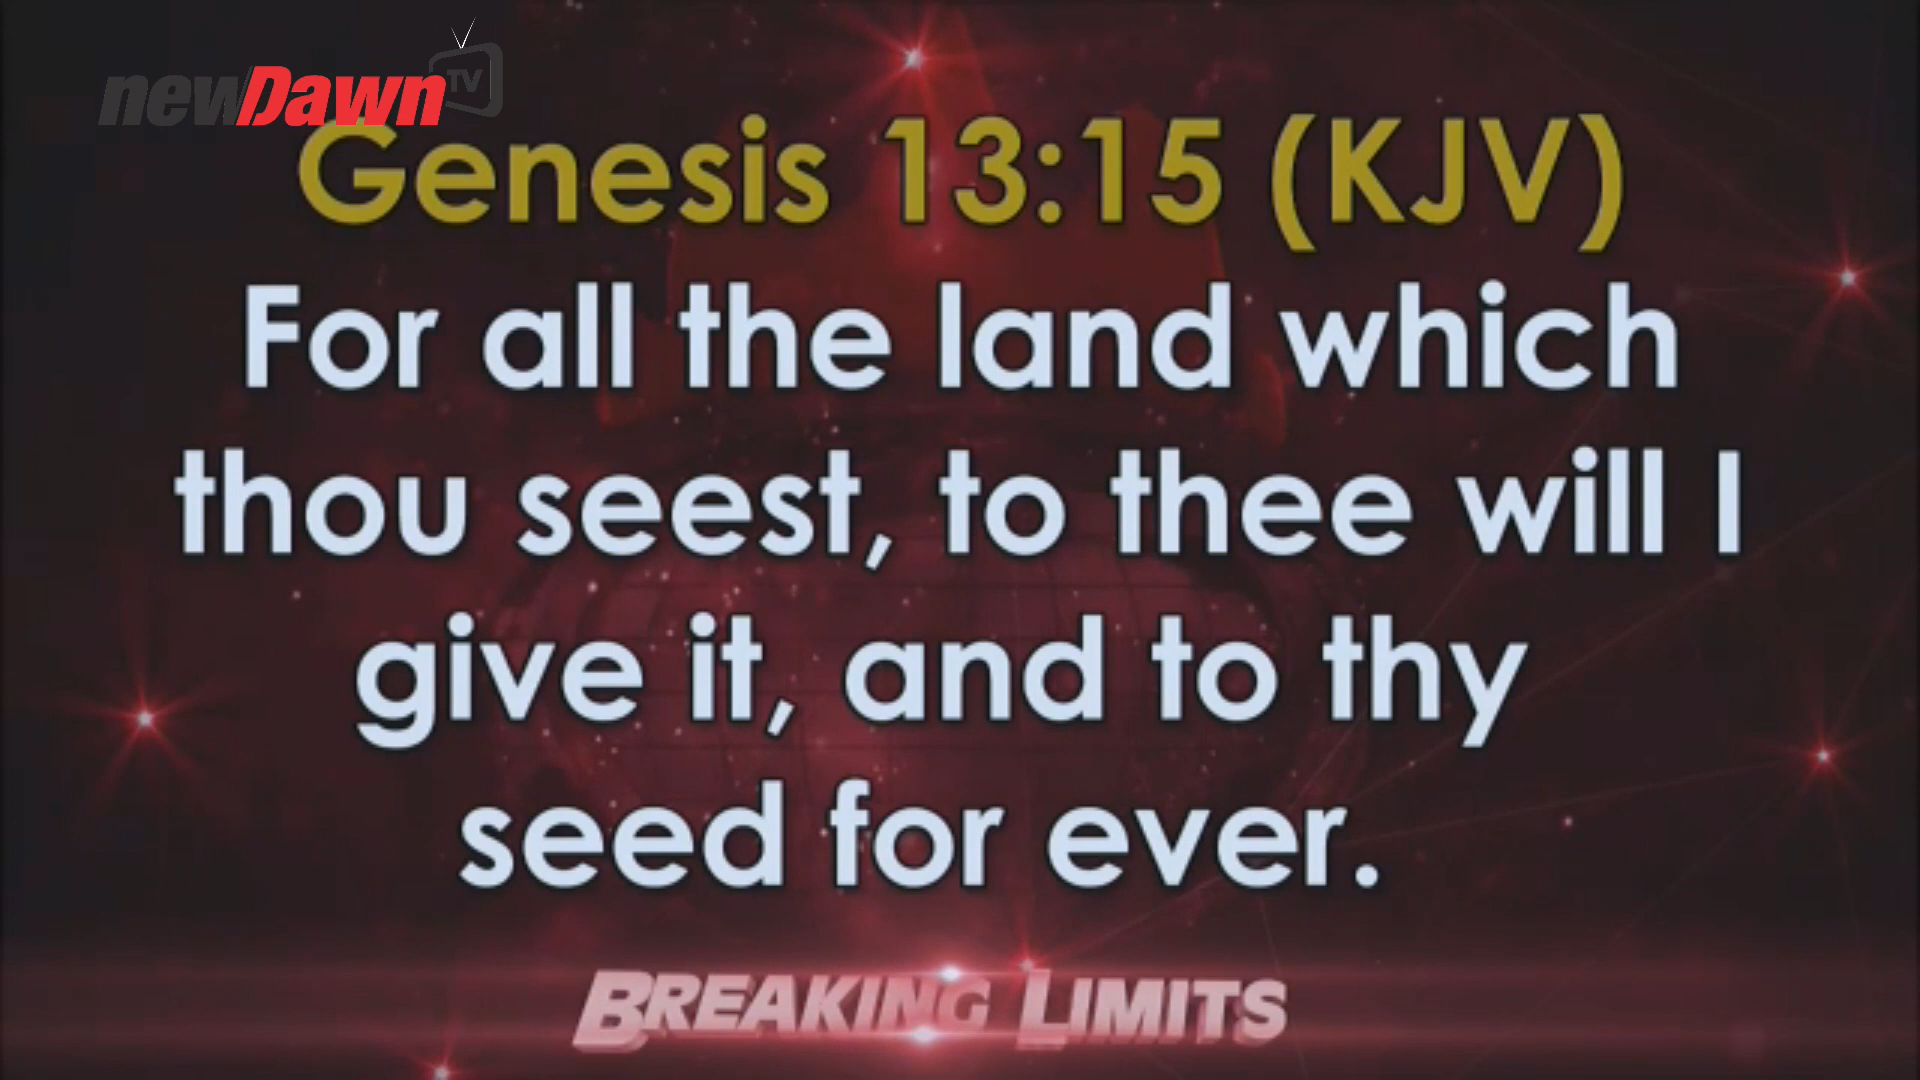 newDawn TV
Genesis 13:15 (KJV)
For all the land which
thou seest, to thee will I
give it, and to thy
seed for ever.
BREAKING LIMITS